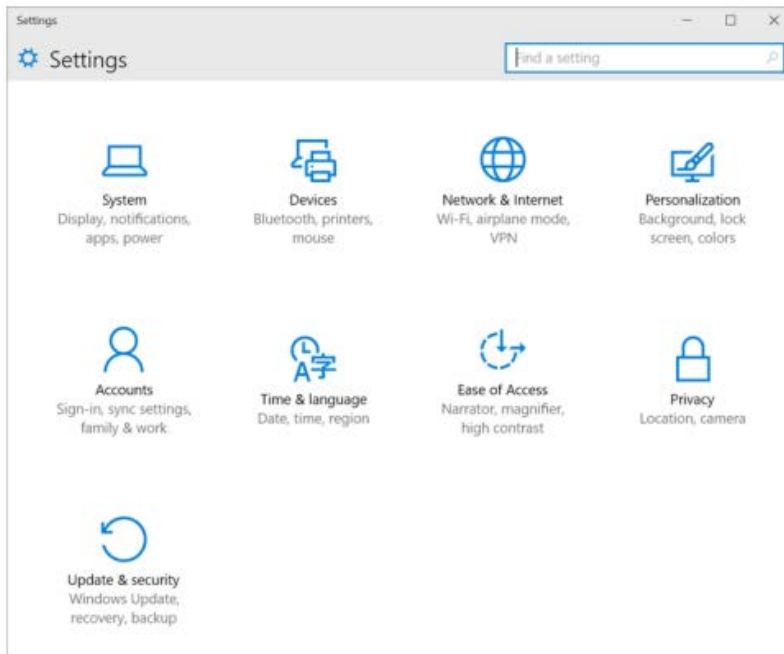 Settings
Settings
Find a setting
System
Display, notifications,
apps, power
Devices
Bluetooth, printers,
mouse
Network & Internet
Wi-Fi, airplane mode,
VPN
Personalization
Background, lock
screen, colors
Accounts
Sign-in, sync settings,
family & work
A字
Time & language
Date, time, region
Ease of Access
Narrator, magnifier,
high contrast
Privacy
Location, camera
Update & security
Windows Update,
recovery, backup